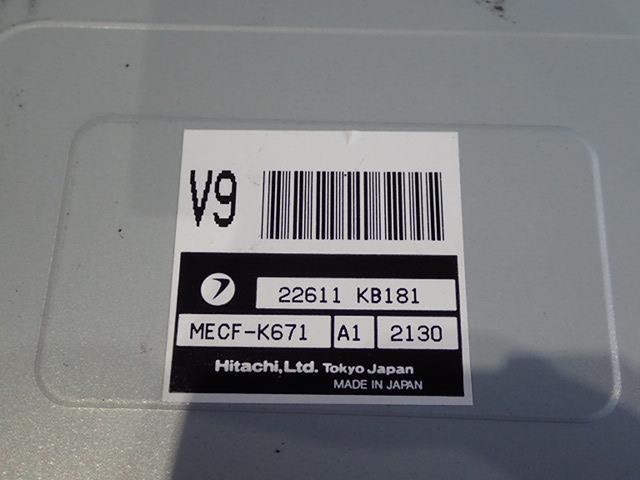 V9
22611 KB181
MECF-K671 A1 2130
Hitachi,Ltd. Tokyo Japan
MADE IN JAPAN